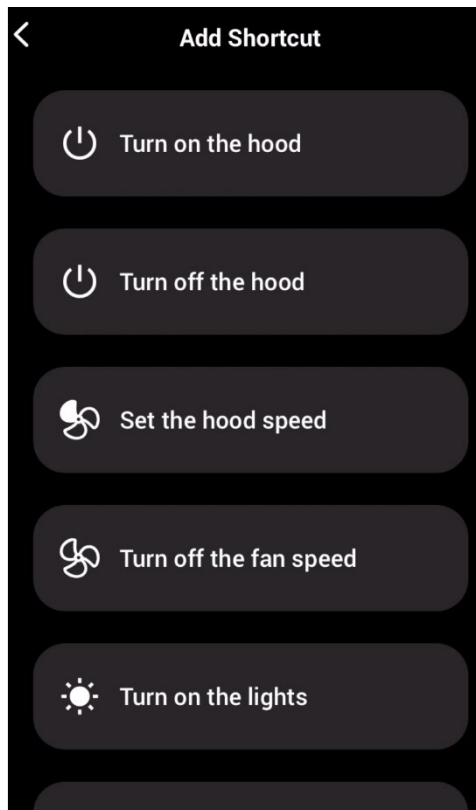 Add Shortcut
Turn on the hood
Turn off the hood
Set the hood speed
Turn off the fan speed
Turn on the lights